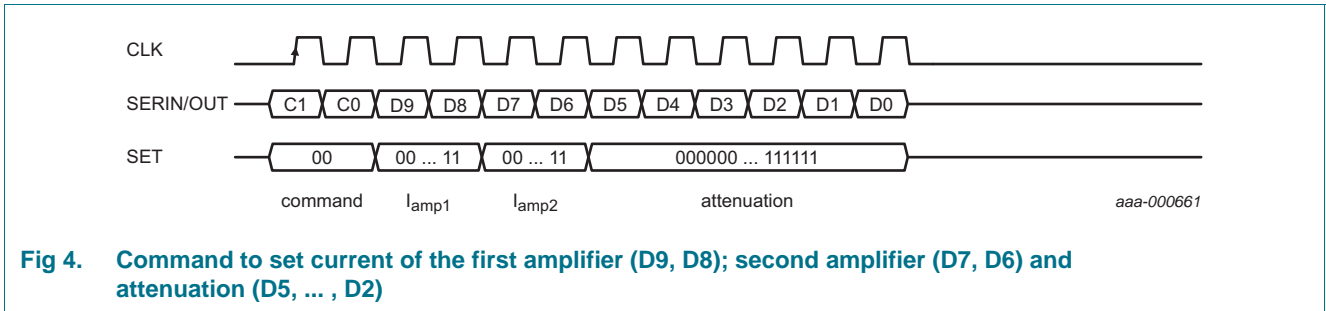 CLK
SERIN/OUT C1 C0 D9 D8 D7 D6 D5 D4 D3 D2 D1 D0
SET 00 00 ... 11 00 ... 11 000000 ... 111111
command Iamp1 Iamp2 attenuation aaa-000661
Fig 4. Command to set current of the first amplifier (D9, D8); second amplifier (D7, D6) and
attenuation (D5, ... , D2)